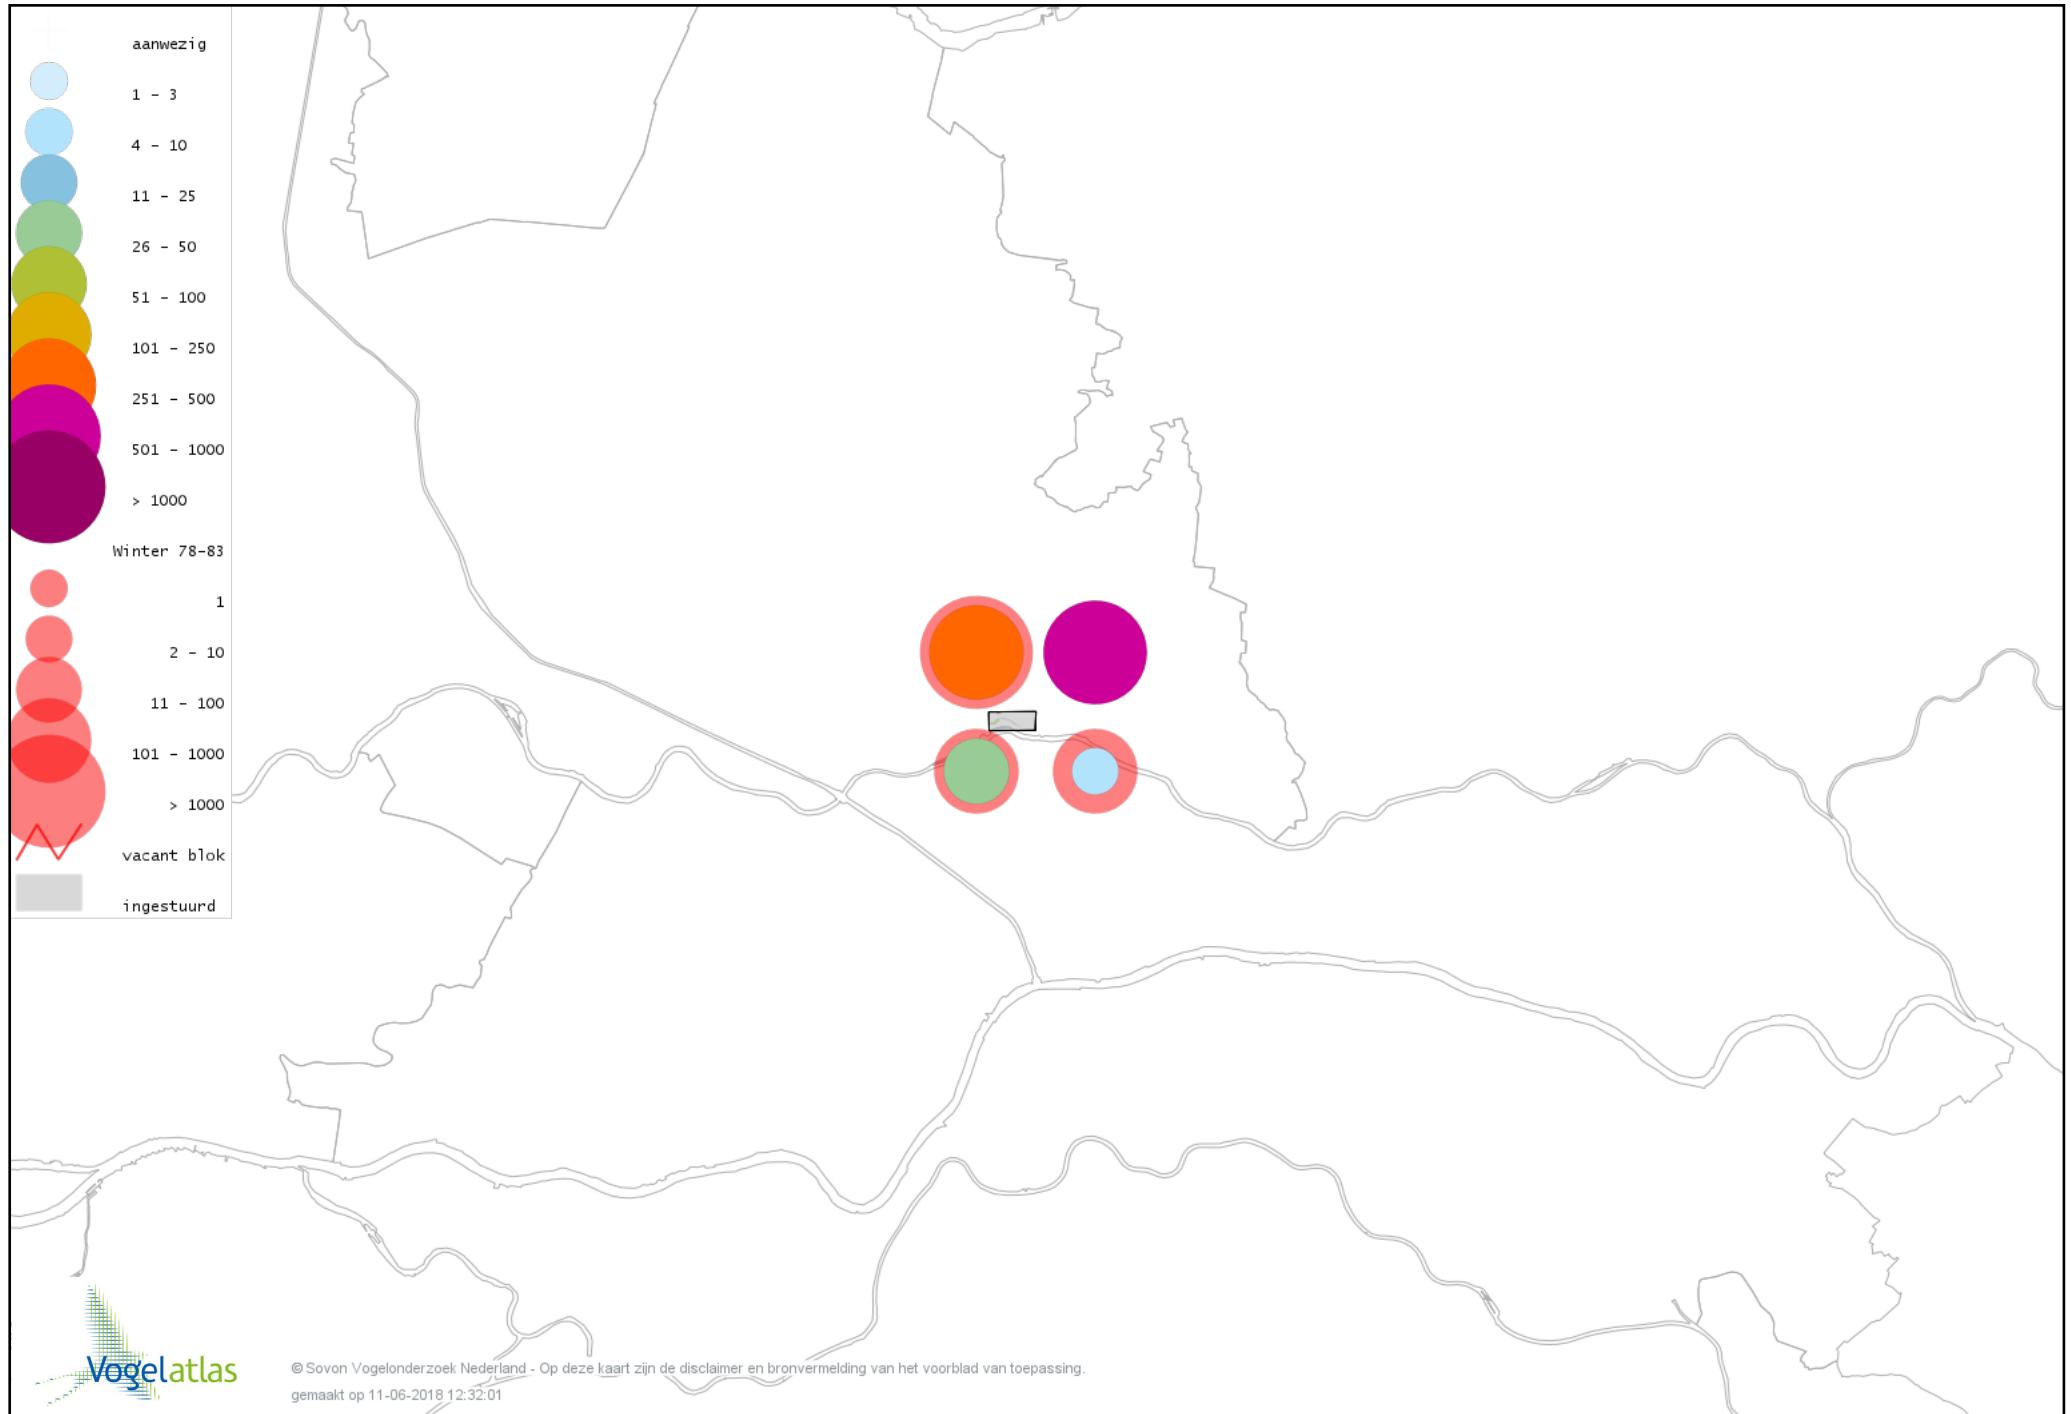 aanwezig
1 - 3
4 - 10
11 - 25
26 - 50
51 - 100
101 - 250
251 - 500
501 - 1000
> 1000
Winter 78-83
1
2 - 10
11 - 100
101 - 1000
> 1000
vacant blok
ingestuurd
Vogelatlas
© Sovon Vogelonderzoek Nederland - Op deze kaart zijn de disclaimer en bronvermelding van het voorblad van toepassing.
gemaakt op 11-06-2018 12:32:01